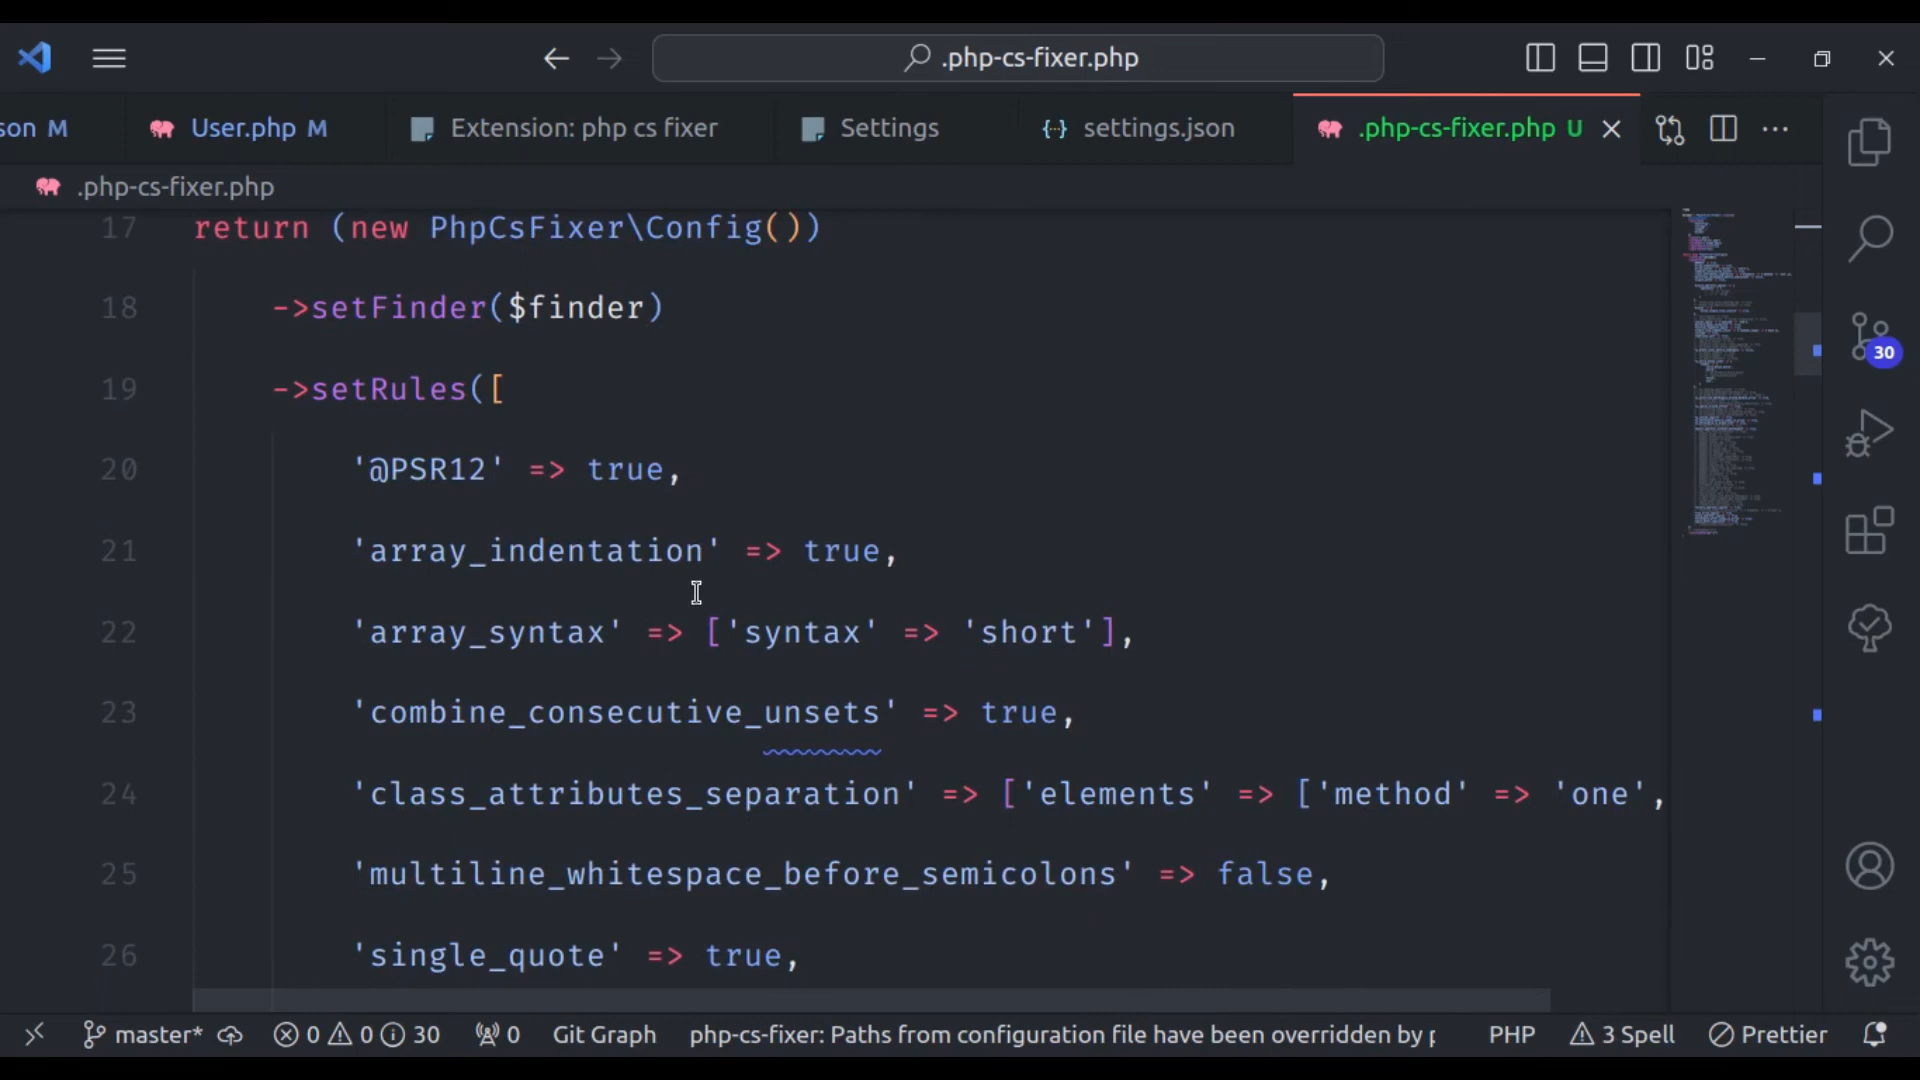 .php-cs-fixer.php
son M
User.php M
Extension: php cs fixer
Settings
settings.json
.php-cs-fixer.php U
.php-cs-fixer.php
17 return (new PhpCsFixer\Config())
18 ->setFinder($finder)
19 ->setRules([
20 '@PSR12' => true,
21 'array_indentation' => true,
22 'array_syntax' => ['syntax' => 'short'],
23 'combine_consecutive_unsets' => true,
24 'class_attributes_separation' => ['elements' => ['method' => 'one',
25 'multiline_whitespace_before_semicolons' => false,
26 'single_quote' => true,
30
master* 0 0 30 0 Git Graph php-cs-fixer: Paths from configuration file have been overridden by p PHP 3 Spell Prettier